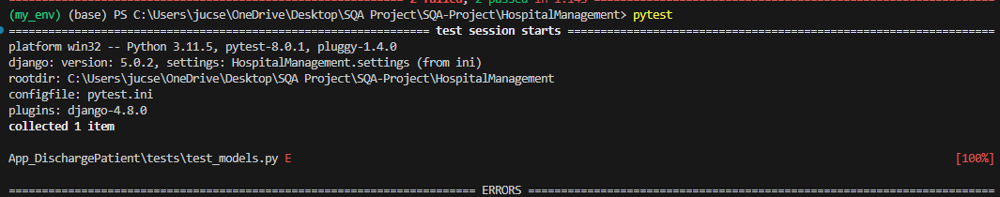 2 failed, 2 passed in 1.14s
(my_env) (base) PS C:\Users\jucse\OneDrive\Desktop\SQA Project\SQA-Project\HospitalManagement> pytest
test session starts
platform win32 -- Python 3.11.5, pytest-8.0.1, pluggy-1.4.0
django: version: 5.0.2, settings: HospitalManagement.settings (from ini)
rootdir: C:\Users\jucse\OneDrive\Desktop\SQA Project\SQA-Project\HospitalManagement
configfile: pytest.ini
plugins: django-4.8.0
collected 1 item
App_DischargePatient\tests\test_models.py E [100%]
ERRORS